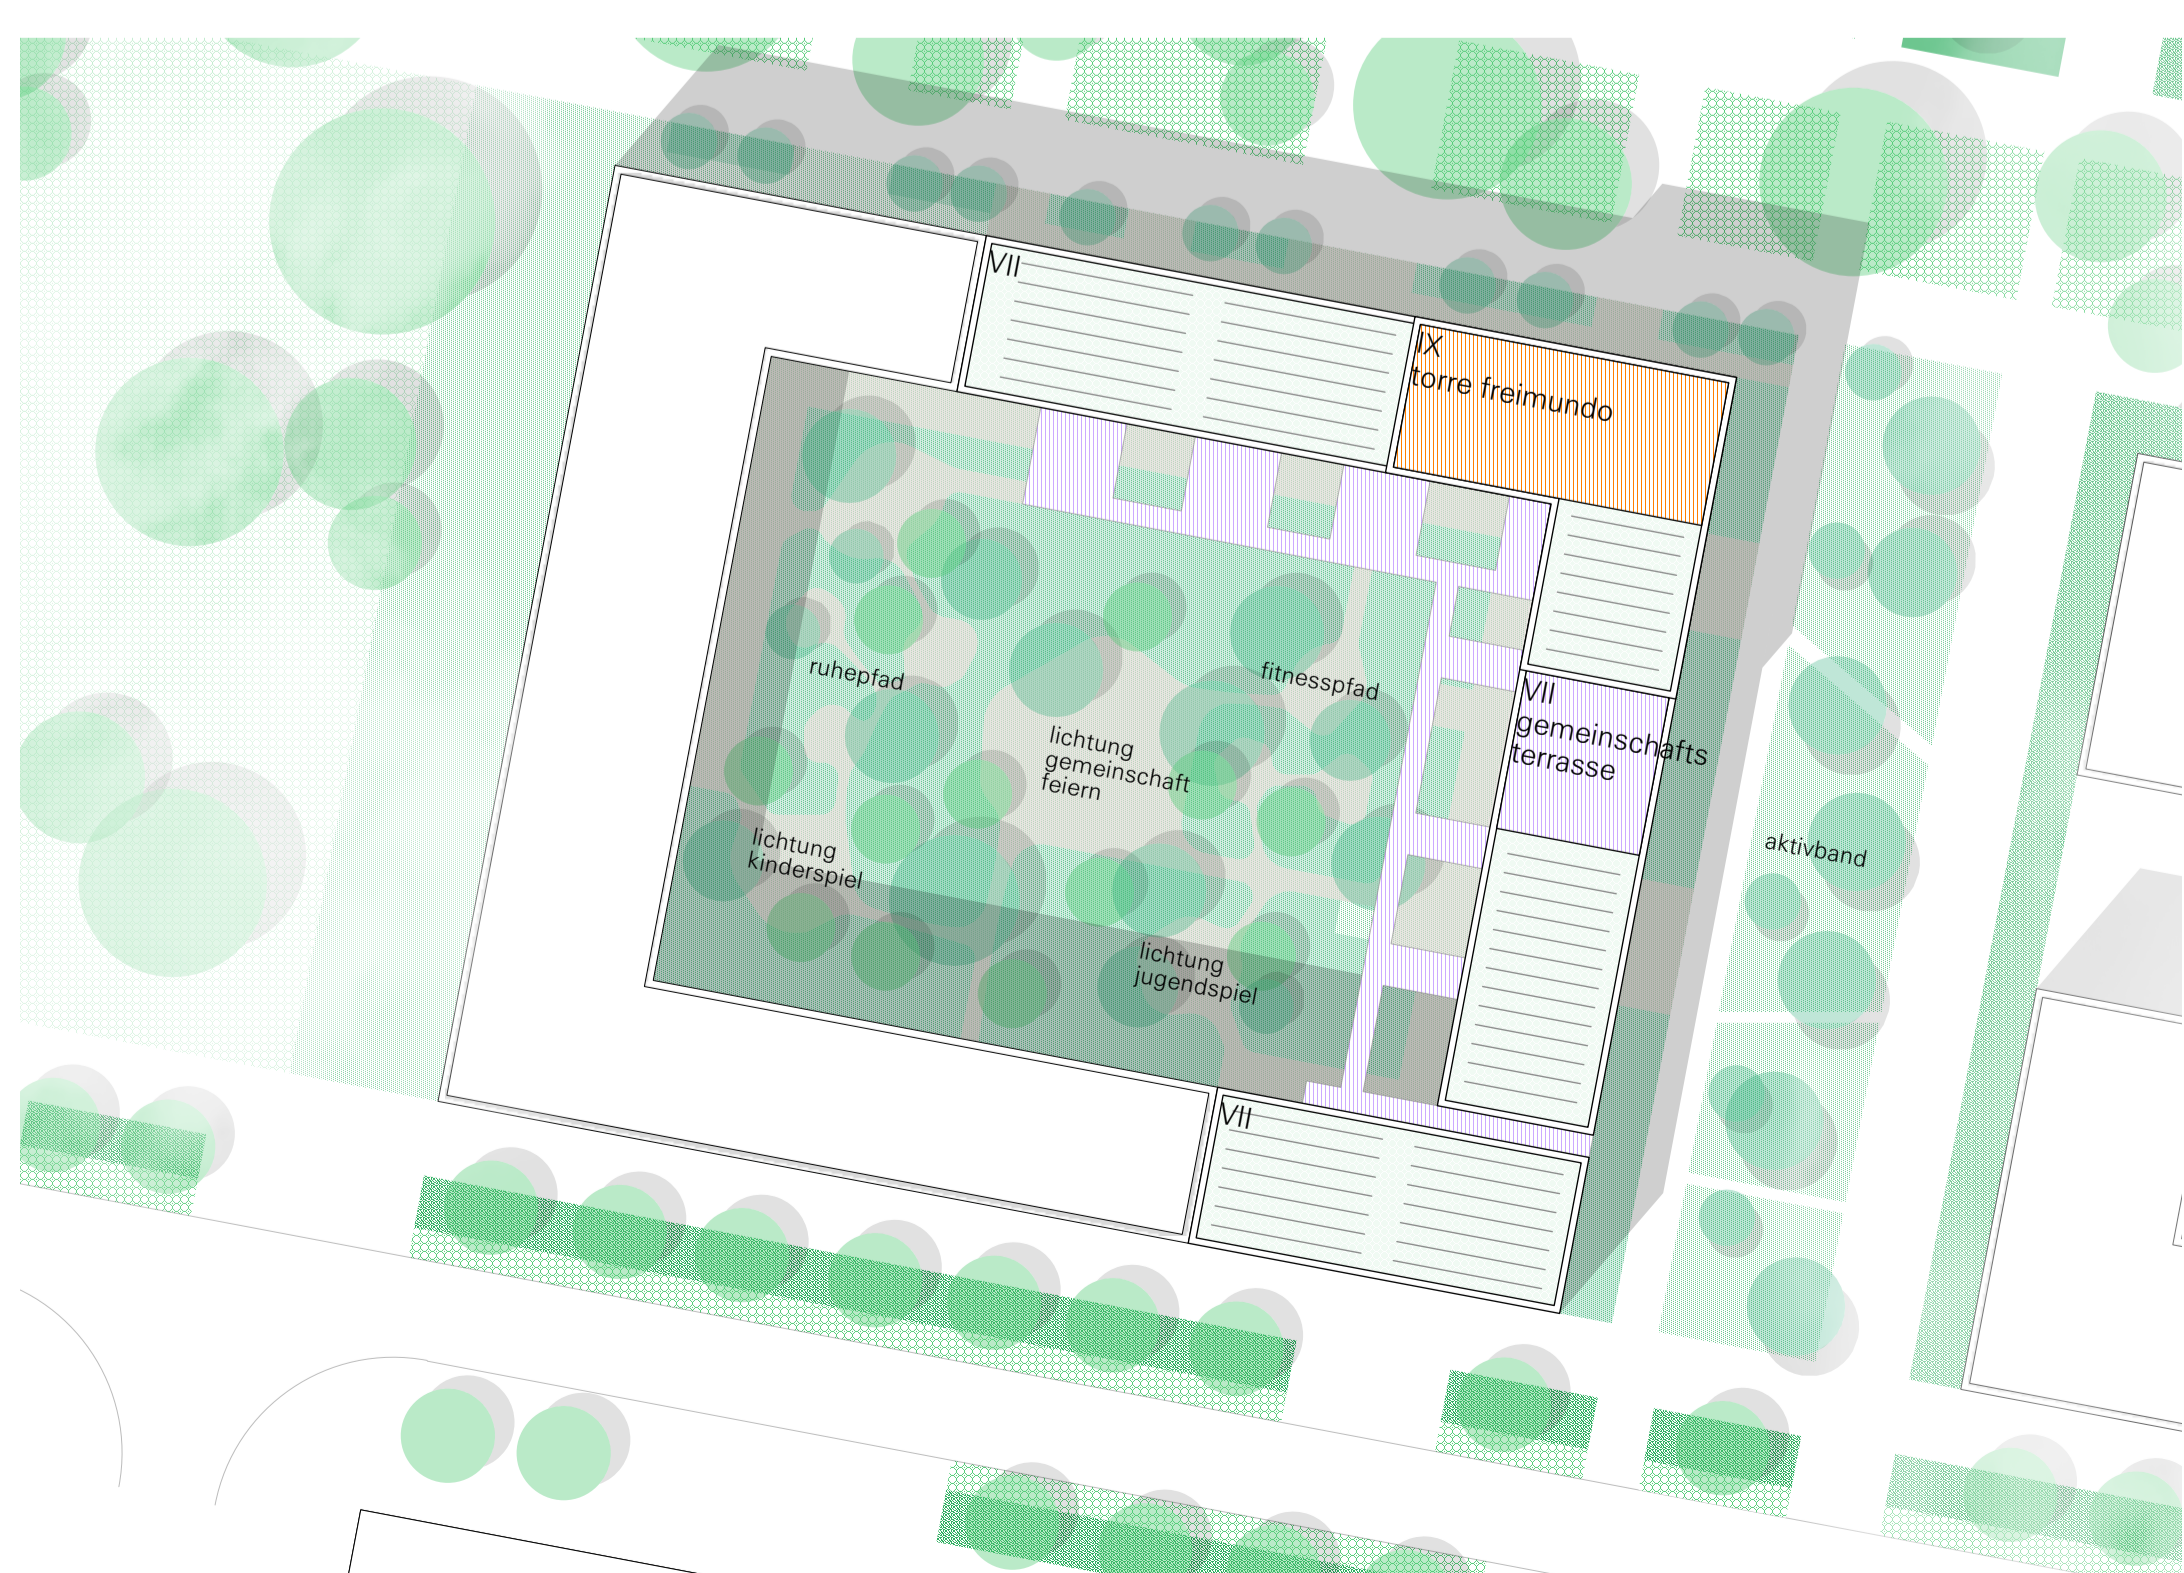 VII
IX
torre freimundo
ruhepfad
fitnesspfad
VII
gemeinschafts
terrasse
lichtung
gemeinschaft
feiern
lichtung
kinderspiel
aktivband
lichtung
jugendspiel
VII